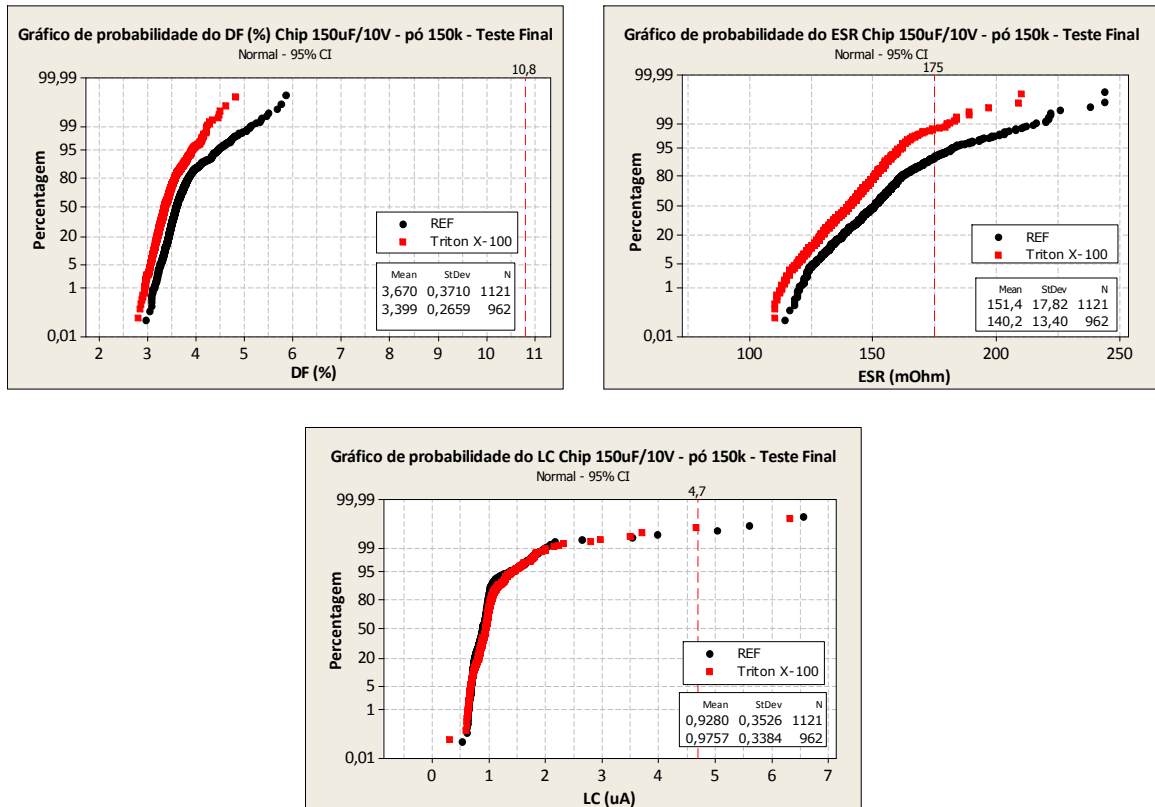 Gráfico de probabilidade do DF (%) Chip 150uF/10V - pó 150k - Teste Final
Normal - 95% CI
10,8
99,99
99
95
80
50
20
5
1
0,01
Percentagem
REF
Triton X-100
Mean StDev N
3,670 0,3710 1121
3,399 0,2659 962
2 3 4 5 6 7 8 9 10 11
DF (%)
Gráfico de probabilidade do ESR Chip 150uF/10V - pó 150k - Teste Final
Normal - 95% CI
175
99,99
99
95
80
50
20
5
1
0,01
Percentagem
REF
Triton X-100
Mean StDev N
151,4 17,82 1121
140,2 13,40 962
100 150 200 250
ESR (mOhm)
Gráfico de probabilidade do LC Chip 150uF/10V - pó 150k - Teste Final
Normal - 95% CI
4,7
99,99
99
95
80
50
20
5
1
0,01
Percentagem
REF
Triton X-100
Mean StDev N
0,9280 0,3526 1121
0,9757 0,3384 962
0 1 2 3 4 5 6 7
LC (uA)